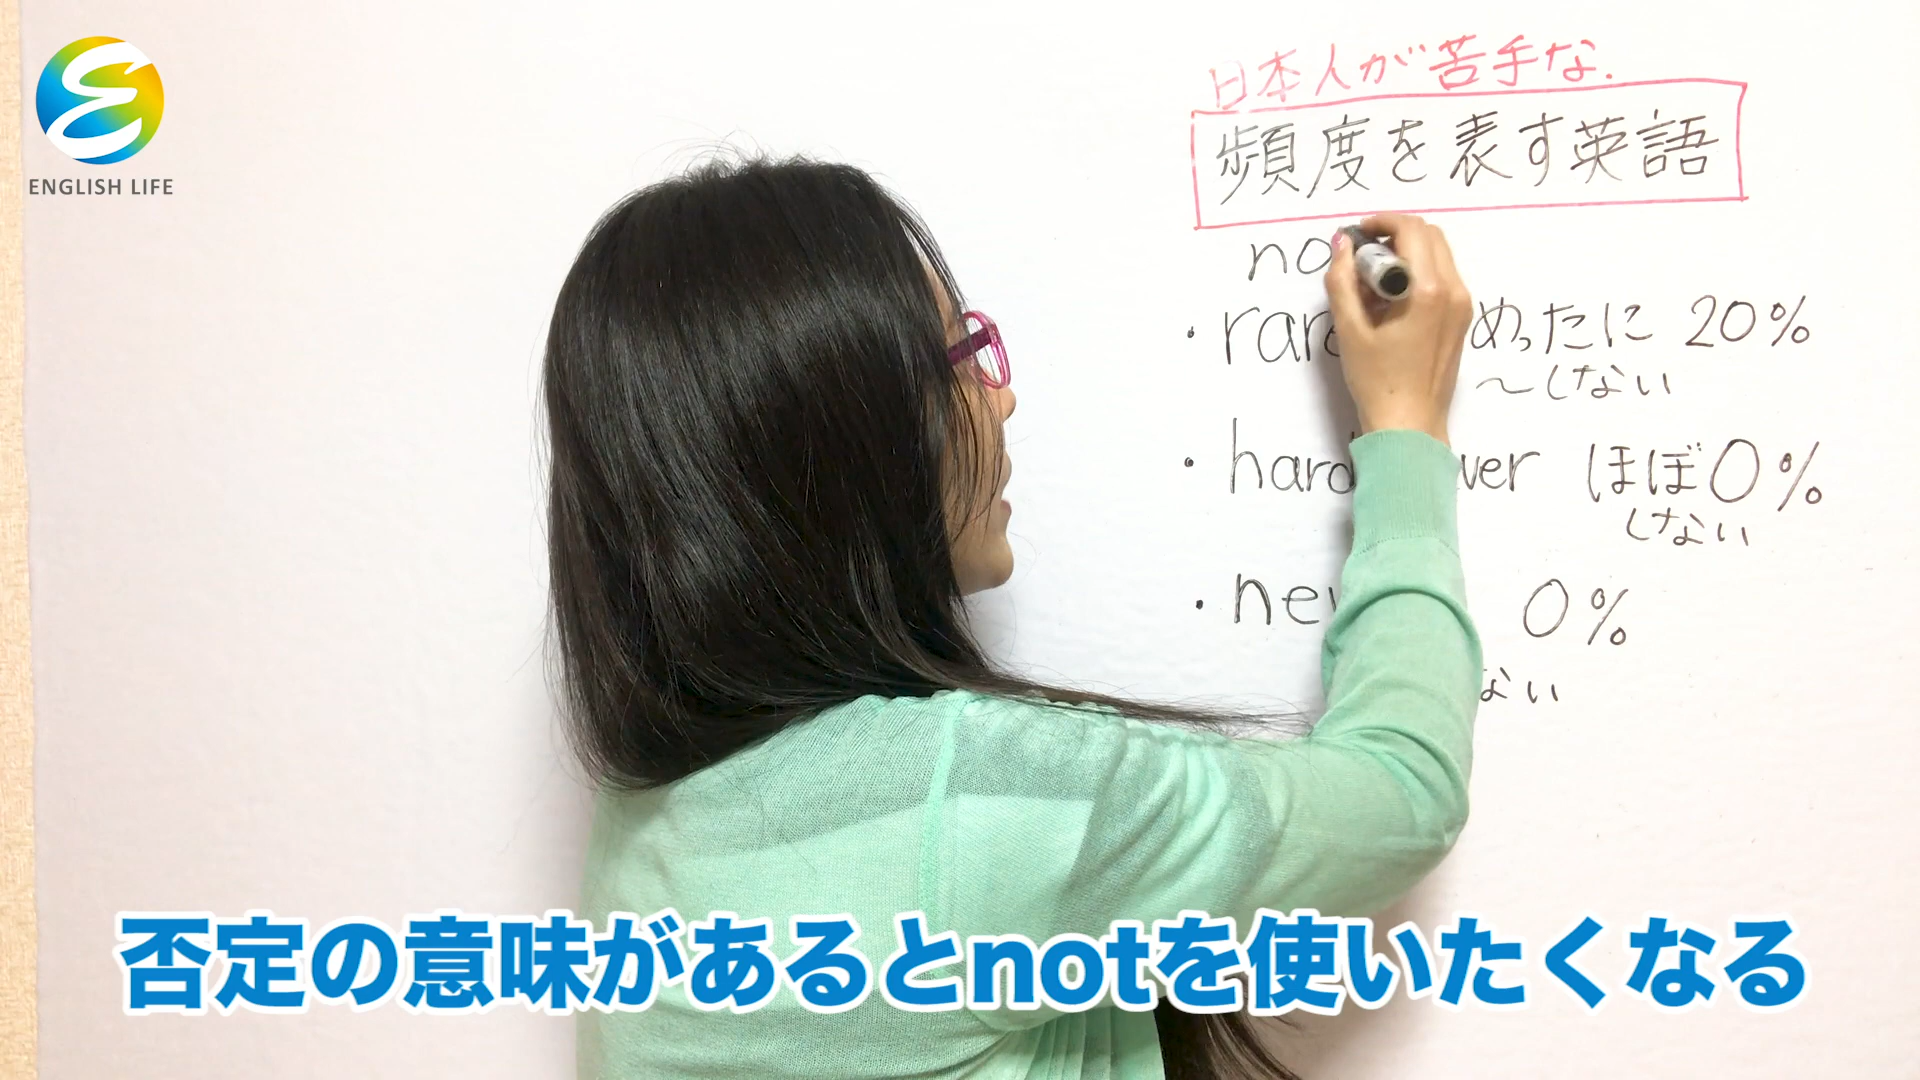 ENGLISH LIFE
日本人が苦手な.
頻度を表す英語
no
・rare めったに 20%
～しない
・hard ver ほぼ0%
しない
・nev 0%
ない
否定の意味があるとnotを使いたくなる